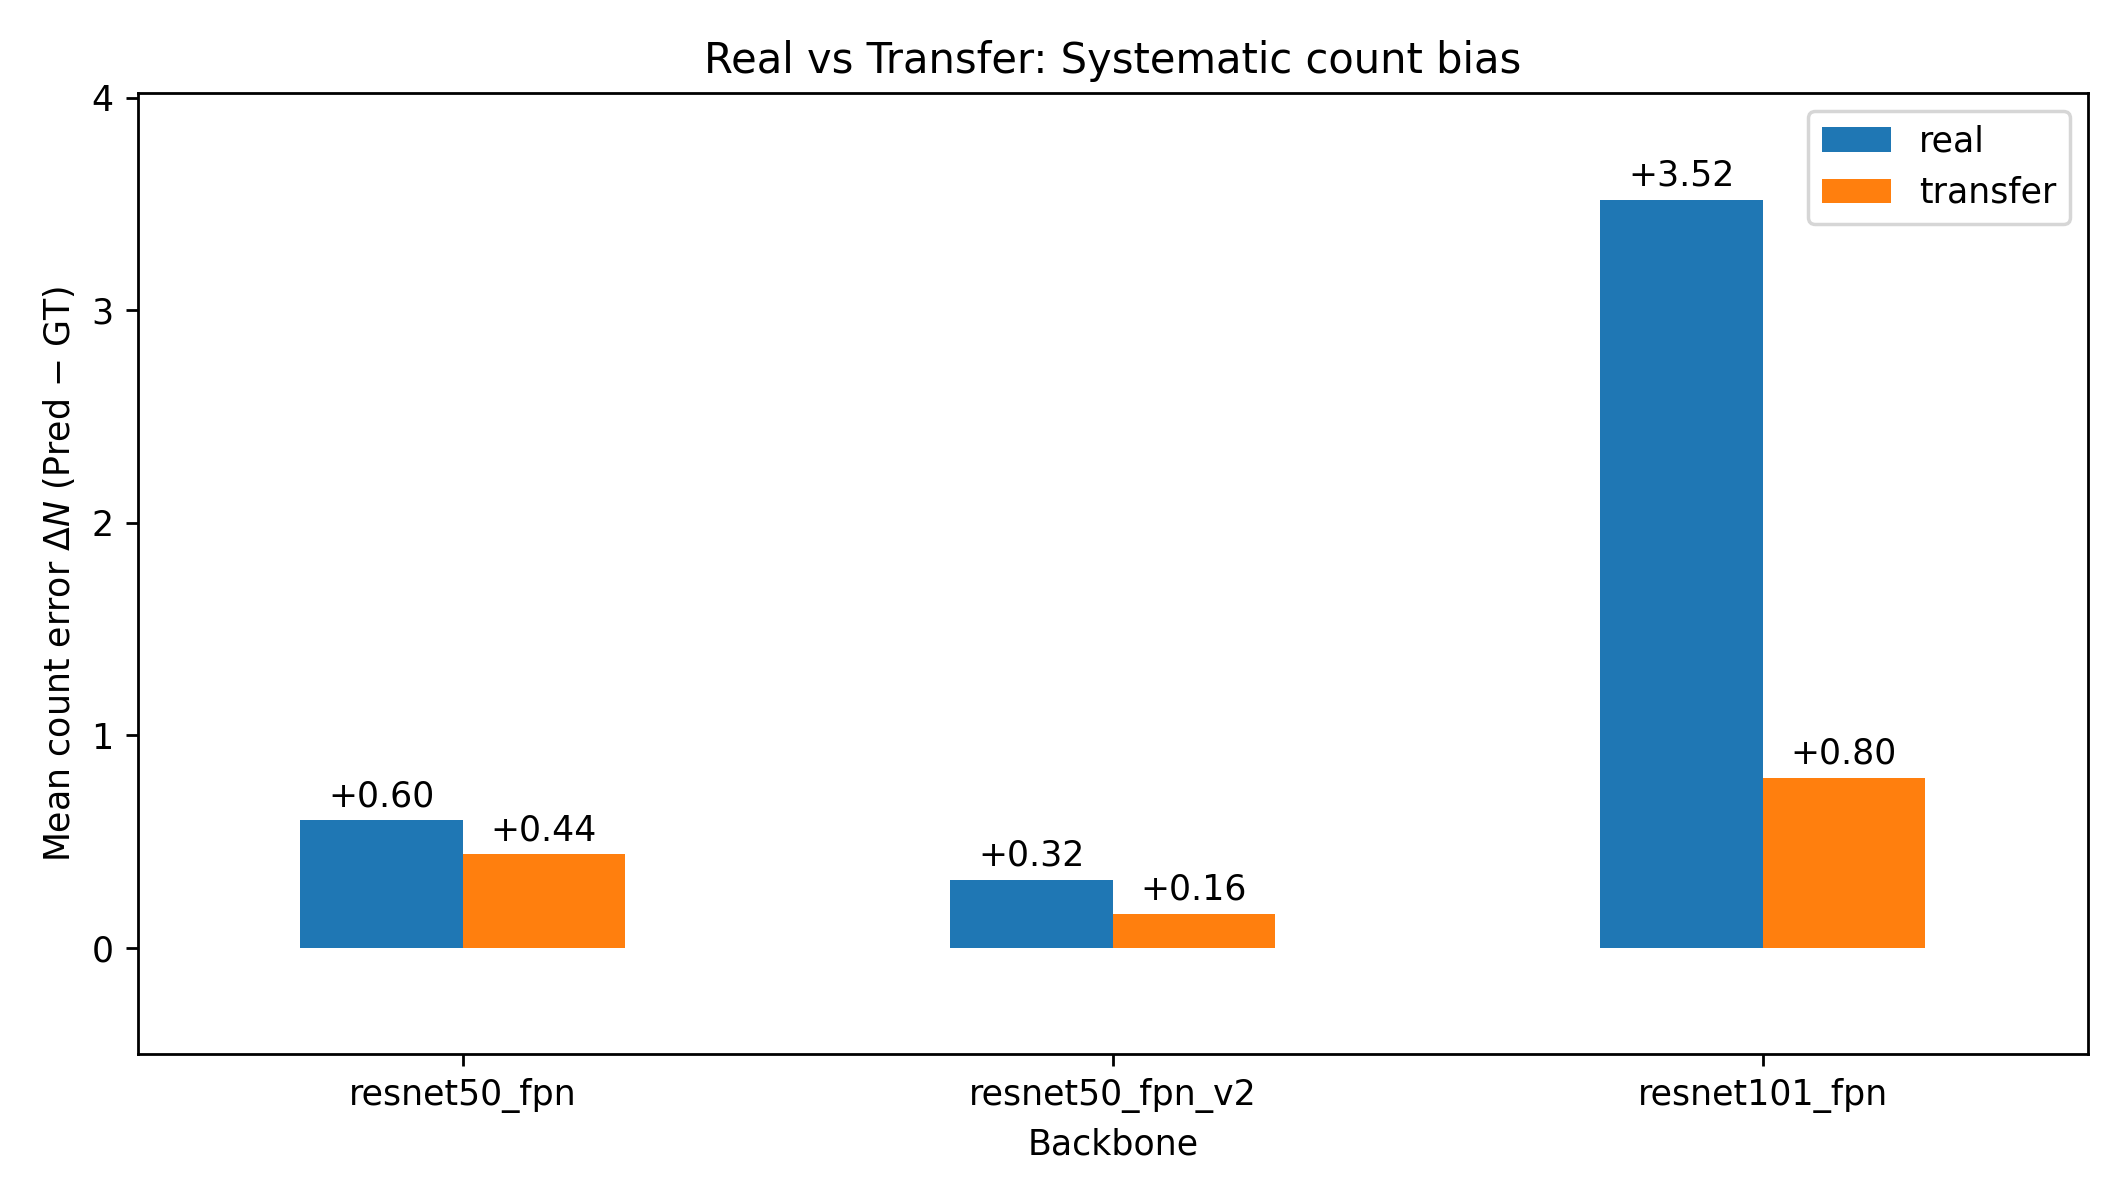 Real vs Transfer: Systematic count bias
Mean count error ΔN (Pred − GT)
4
3
2
1
0
real
transfer
+0.60
+0.44
+0.32
+0.16
+3.52
+0.80
resnet50_fpn
resnet50_fpn_v2
resnet101_fpn
Backbone